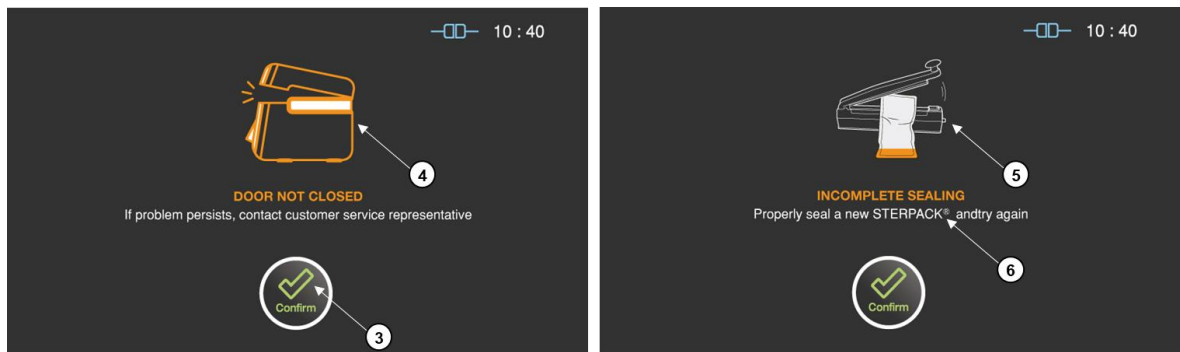 10 : 40
DOOR NOT CLOSED
If problem persists, contact customer service representative
Confirm
4
3
10 : 40
INCOMPLETE SEALING
Properly seal a new STERPACK® andtry again
Confirm
5
6